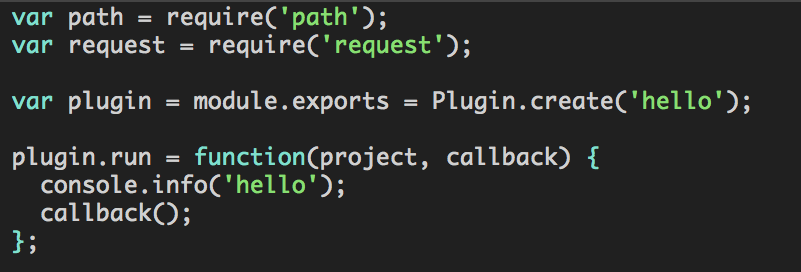 var path = require('path');
var request = require('request');

var plugin = module.exports = Plugin.create('hello');

plugin.run = function(project, callback) {
  console.info('hello');
  callback();
};